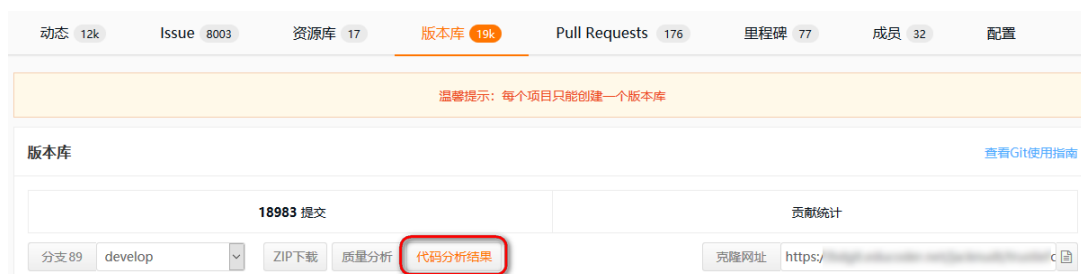 动态 12k Issue 8003 资源库 17 版本库 19k Pull Requests 176 里程碑 77 成员 32 配置
温馨提示：每个项目只能创建一个版本库
版本库 查看Git使用指南
18983 提交 贡献统计
分支89 develop ZIP下载 质量分析 代码分析结果 克隆网址 https:/